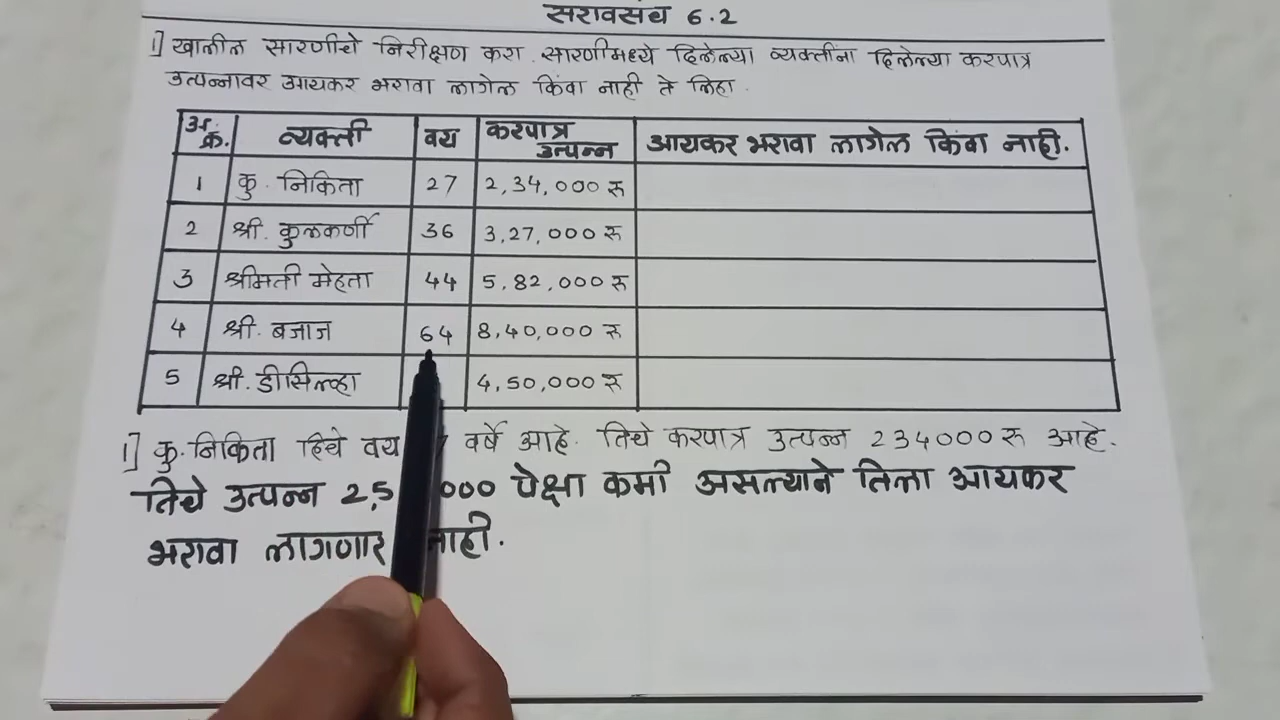 सरावसंच 6.2
1] खालील सारणीचे निरीक्षण करा. सारणीमध्ये दिलेल्या व्यक्तींना दिलेल्या करपात्र
उत्पन्नावर आयकर भरावा लागेल किंवा नाही ते लिहा.
अ. क्र. व्यक्ती वय करपात्र उत्पन्न आयकर भरावा लागेल किंवा नाही.
1 कु. निकिता 27 2,34,000 रु
2 श्री. कुलकर्णी 36 3,27,000 रु
3 श्रीमती मेहता 44 5,82,000 रु
4 श्री. बजाज 64 8,40,000 रु
5 श्री. डीसिल्व्हा 4,50,000 रु
1] कु. निकिता हिचे वय वर्षे आहे. तिचे करपात्र उत्पन्न 234000 रु आहे.
तिचे उत्पन्न 2,5 000 पेक्षा कमी असल्याने तिला आयकर
भरावा लागणार नाही.